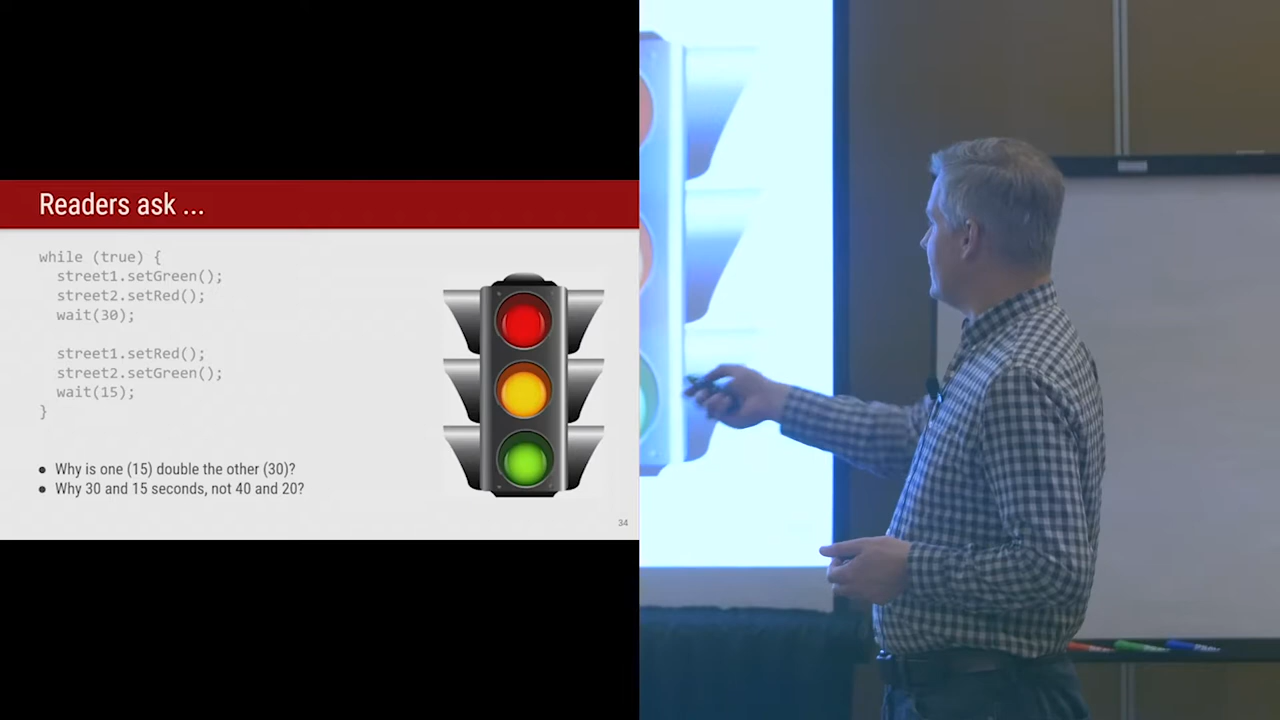 Readers ask ...
while (true) {
street1.setGreen();
street2.setRed();
wait(30);
street1.setRed();
street2.setGreen();
wait(15);
}
● Why is one (15) double the other (30)?
● Why 30 and 15 seconds, not 40 and 20?
34